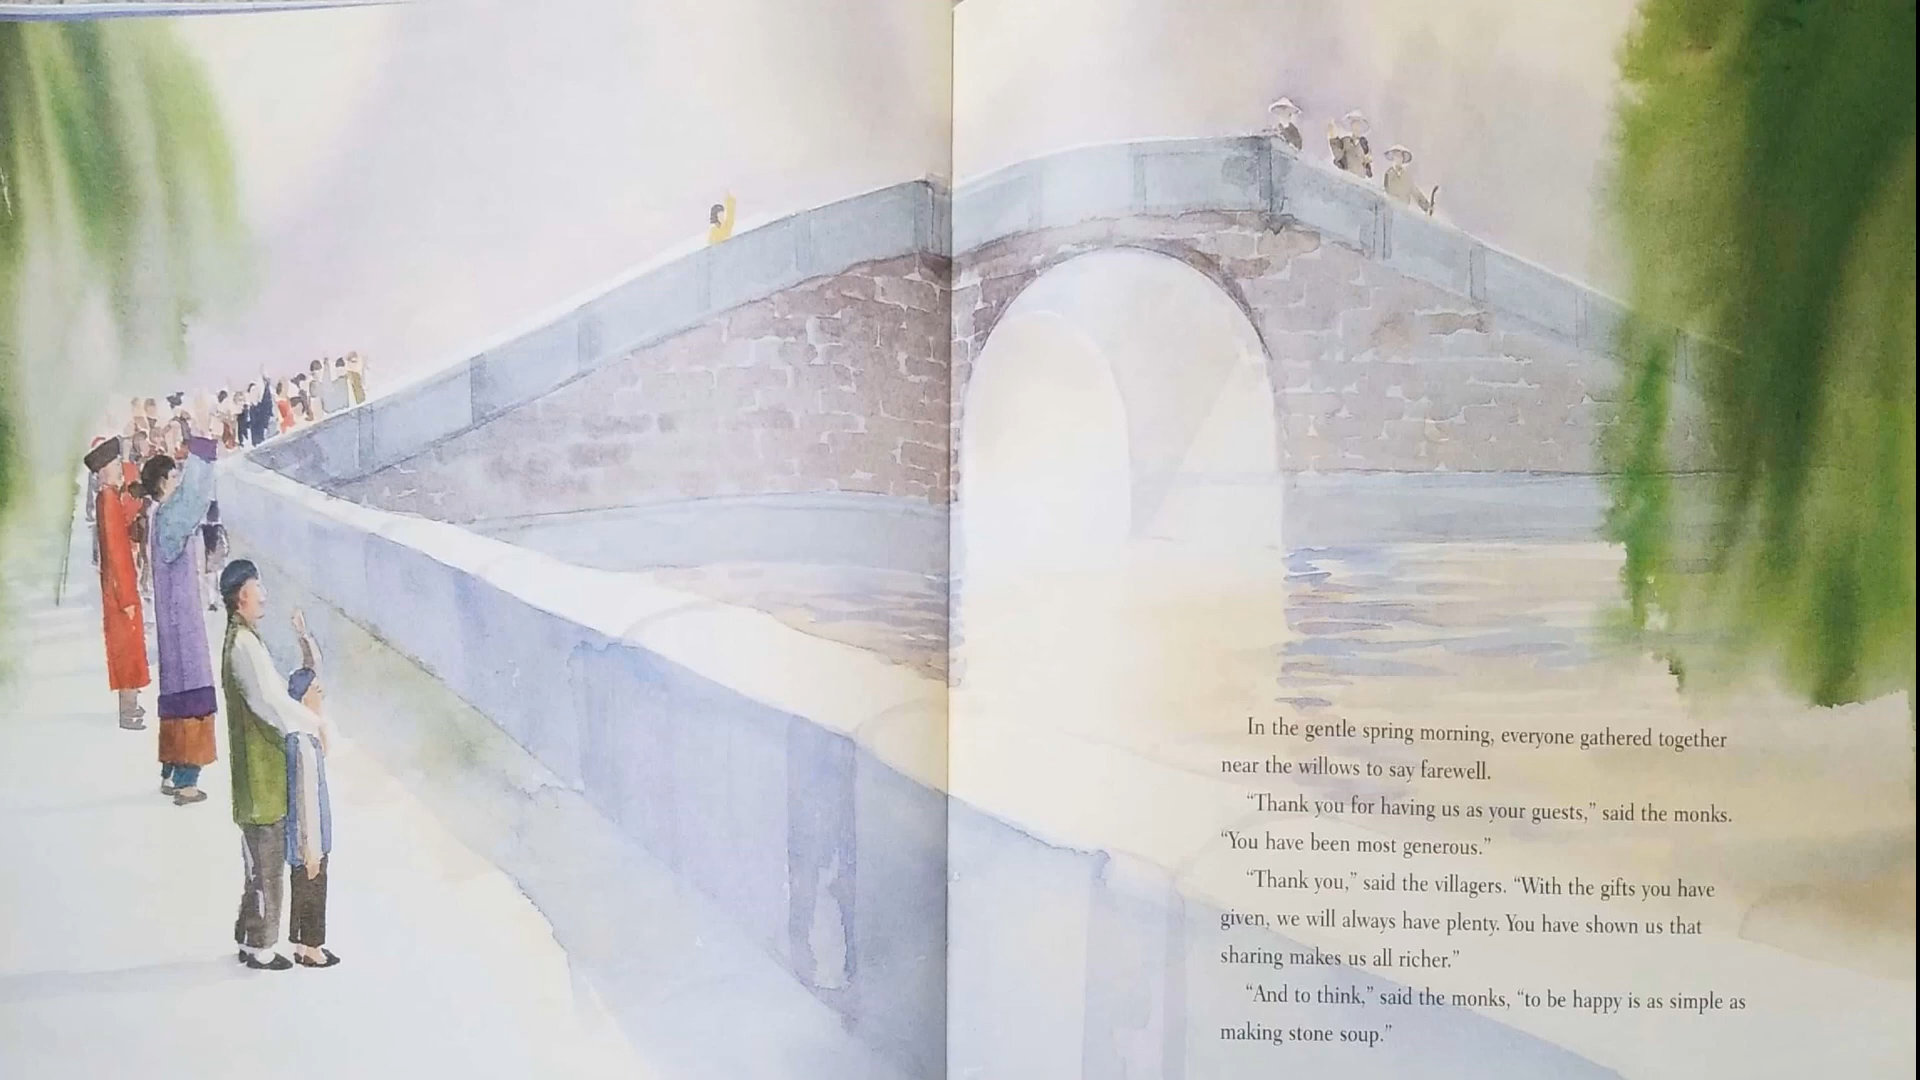 In the gentle spring morning, everyone gathered together
near the willows to say farewell.
“Thank you for having us as your guests,” said the monks.
“You have been most generous.”
“Thank you,” said the villagers. “With the gifts you have
given, we will always have plenty. You have shown us that
sharing makes us all richer.”
“And to think,” said the monks, “to be happy is as simple as
making stone soup.”